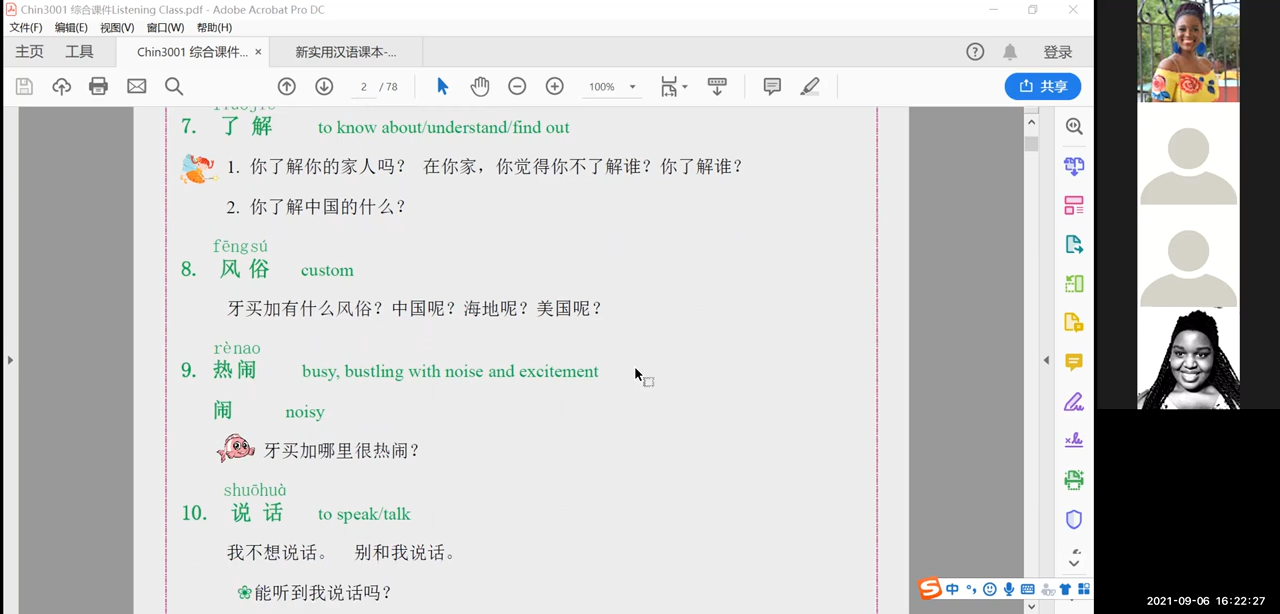 Chin3001 综合课件Listening Class.pdf - Adobe Acrobat Pro DC
文件(F) 编辑(E) 视图(V) 窗口(W) 帮助(H)
主页 工具 Chin3001 综合课件... × 新实用汉语课本-... 登录
2 / 78 100% 共享
7. 了解 to know about/understand/find out
1. 你了解你的家人吗？ 在你家，你觉得你不了解谁？你了解谁？
2. 你了解中国的什么？
fēngsú
8. 风俗 custom
牙买加有什么风俗？中国呢？海地呢？美国呢？
rènao
9. 热闹 busy, bustling with noise and excitement
闹 noisy
牙买加哪里很热闹？
shuōhuà
10. 说话 to speak/talk
我不想说话。 别和我说话。
能听到我说话吗？
中
2021-09-06 16:22:27